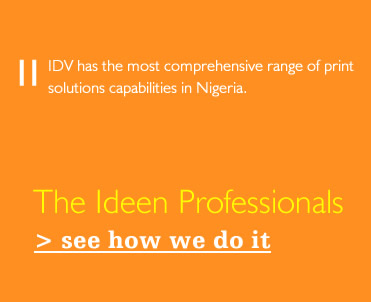 " IDV has the most comprehensive range of print
solutions capabilities in Nigeria.
The Ideen Professionals
> see how we do it